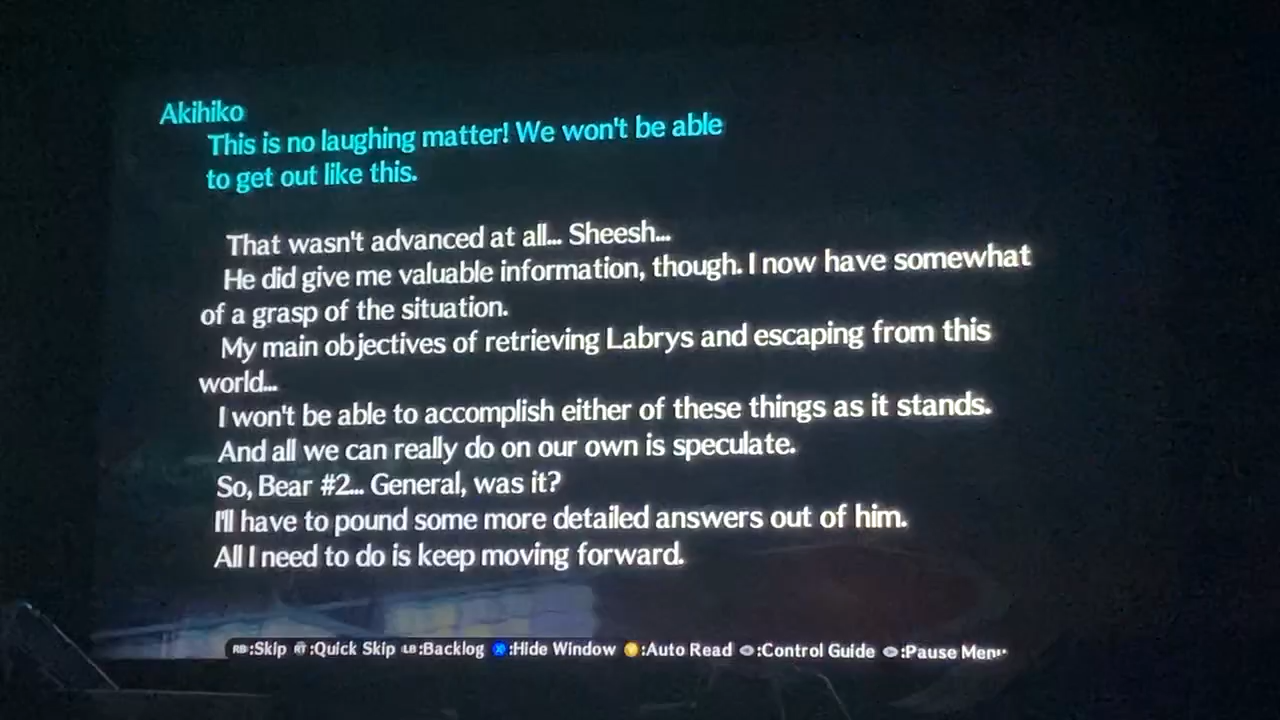 Akihiko
This is no laughing matter! We won't be able
to get out like this.
That wasn't advanced at all... Sheesh...
He did give me valuable information, though. I now have somewhat
of a grasp of the situation.
My main objectives of retrieving Labrys and escaping from this
world...
I won't be able to accomplish either of these things as it stands.
And all we can really do on our own is speculate.
So, Bear #2... General, was it?
I'll have to pound some more detailed answers out of him.
All I need to do is keep moving forward.
RB:Skip RT:Quick Skip LB:Backlog X:Hide Window Y:Auto Read :Control Guide :Pause Menu